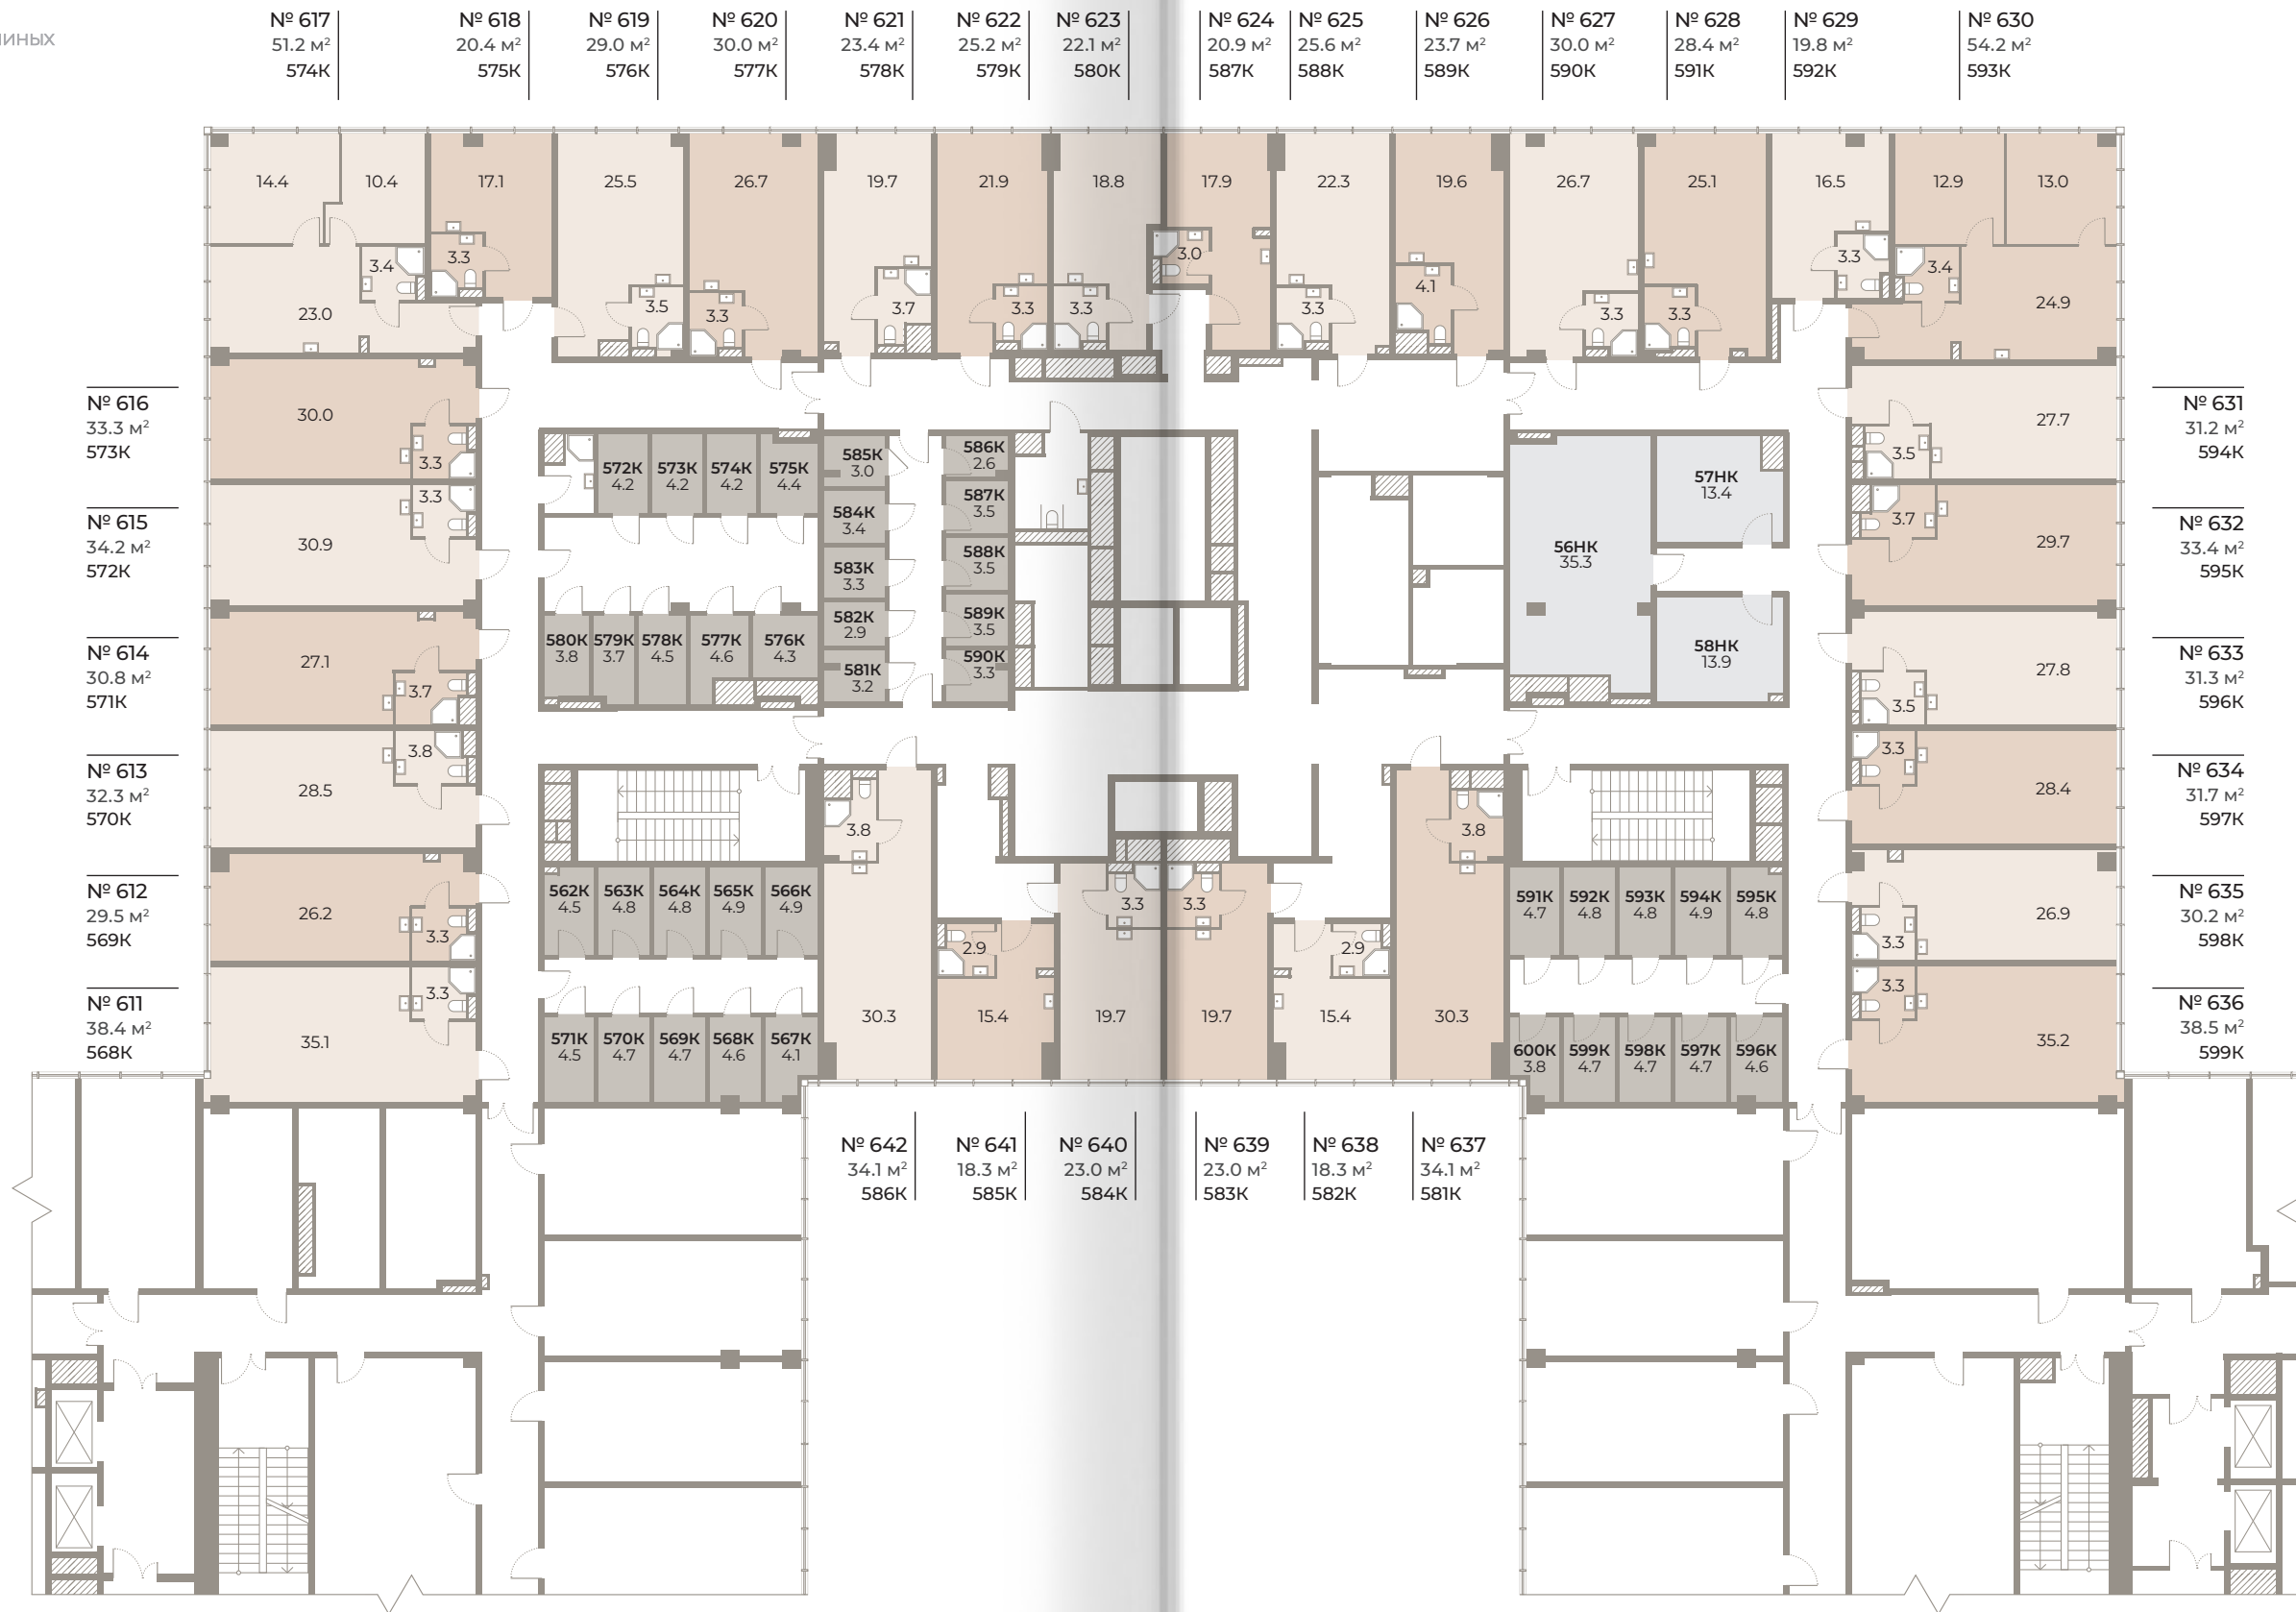 № 617
51.2 м²
574К
№ 618
20.4 м²
575К
№ 619
29.0 м²
576К
№ 620
30.0 м²
577К
№ 621
23.4 м²
578К
№ 622
25.2 м²
579К
№ 623
22.1 м²
580К
№ 624
20.9 м²
587К
№ 625
25.6 м²
588К
№ 626
23.7 м²
589К
№ 627
30.0 м²
590К
№ 628
28.4 м²
591К
№ 629
19.8 м²
592К
№ 630
54.2 м²
593К
14.4
10.4
17.1
25.5
26.7
19.7
21.9
18.8
17.9
22.3
19.6
26.7
25.1
16.5
12.9
13.0
3.4
3.3
3.5
3.3
3.7
3.3
3.3
3.0
3.3
4.1
3.3
3.3
3.3
3.4
23.0
24.9
№ 616
33.3 м²
573К
30.0
3.3
№ 615
34.2 м²
572К
30.9
3.3
№ 614
30.8 м²
571К
27.1
3.7
№ 613
32.3 м²
570К
28.5
3.8
№ 612
29.5 м²
569К
26.2
3.3
№ 611
38.4 м²
568К
35.1
3.3
572К
4.2
573К
4.2
574К
4.2
575К
4.4
580К
3.8
579К
3.7
578К
4.5
577К
4.6
576К
4.3
585К
3.0
584К
3.4
583К
3.3
582К
2.9
581К
3.2
586К
2.6
587К
3.5
588К
3.5
589К
3.5
590К
3.3
56НК
35.3
57НК
13.4
58НК
13.9
27.7
3.5
№ 631
31.2 м²
594К
29.7
3.7
№ 632
33.4 м²
595К
27.8
3.5
№ 633
31.3 м²
596К
28.4
3.3
№ 634
31.7 м²
597К
26.9
3.3
№ 635
30.2 м²
598К
35.2
3.3
№ 636
38.5 м²
599К
562К
4.5
563К
4.8
564К
4.8
565К
4.9
566К
4.9
571К
4.5
570К
4.7
569К
4.7
568К
4.6
567К
4.1
3.8
30.3
2.9
15.4
3.3
19.7
3.3
19.7
2.9
15.4
3.8
30.3
591К
4.7
592К
4.8
593К
4.8
594К
4.9
595К
4.8
600К
3.8
599К
4.7
598К
4.7
597К
4.7
596К
4.6
№ 642
34.1 м²
586К
№ 641
18.3 м²
585К
№ 640
23.0 м²
584К
№ 639
23.0 м²
583К
№ 638
18.3 м²
582К
№ 637
34.1 м²
581К